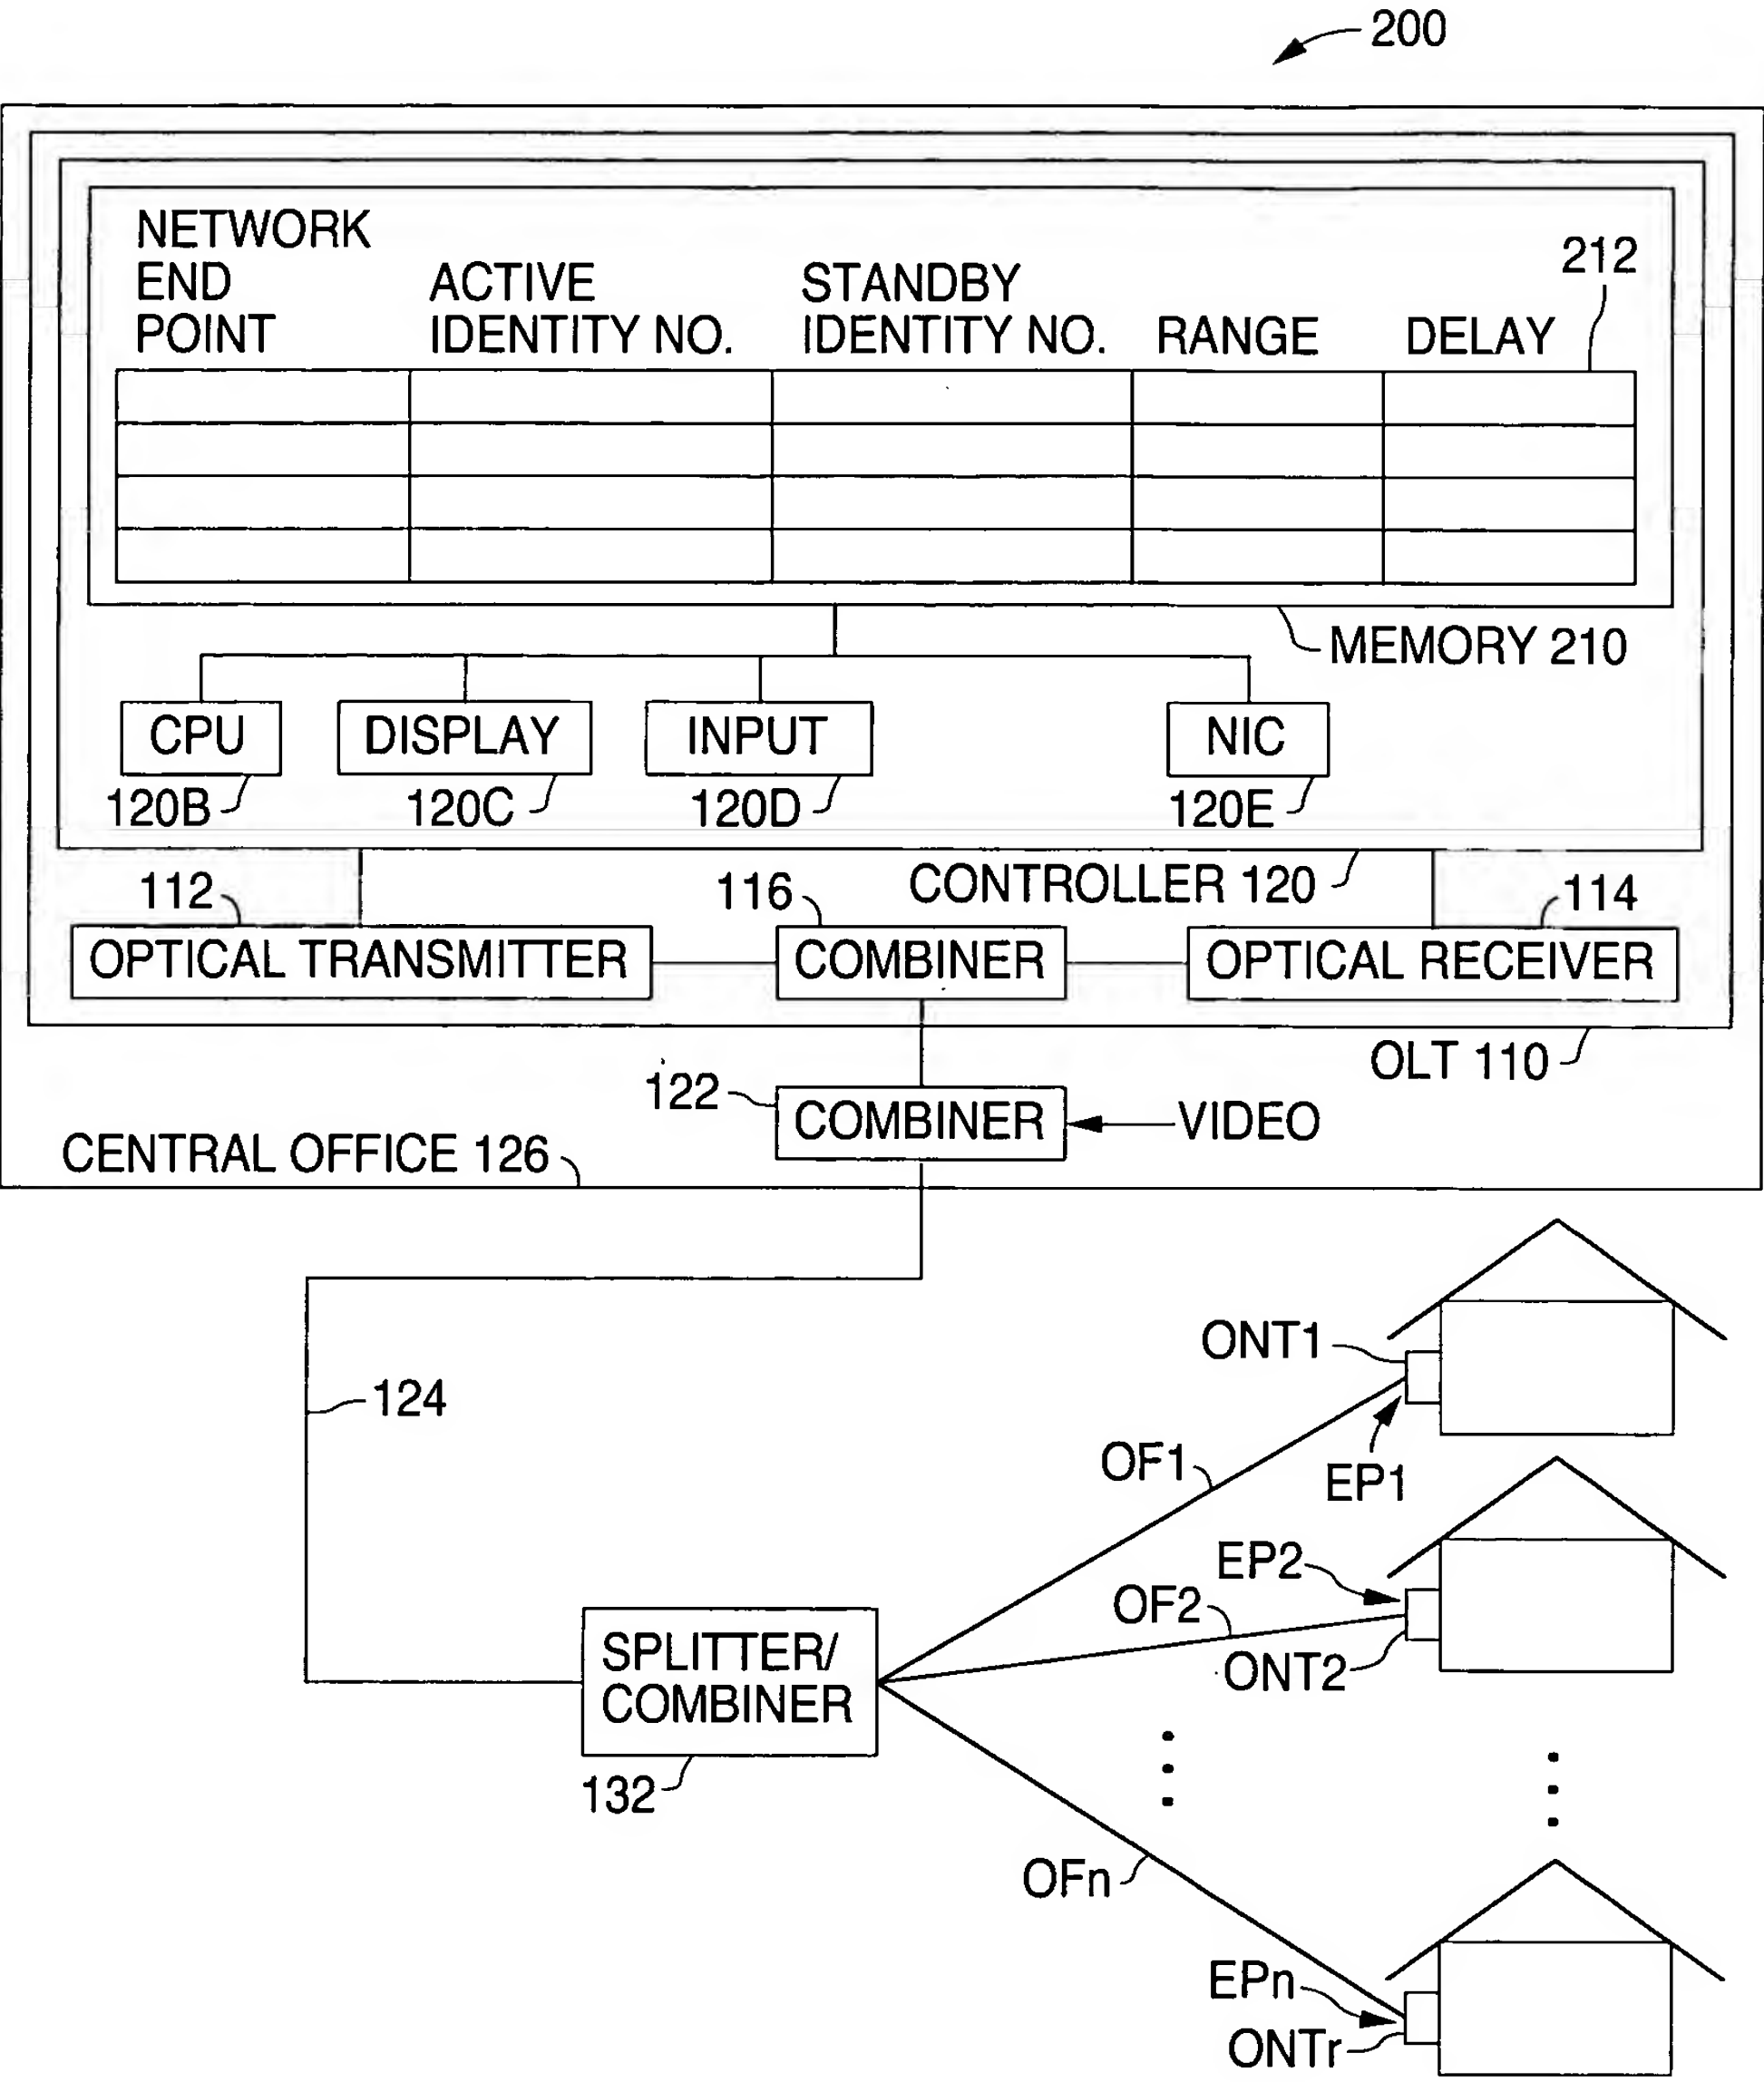 200
NETWORK
END
POINT
ACTIVE
IDENTITY NO.
STANDBY
IDENTITY NO.
RANGE
DELAY
212
MEMORY 210
CPU
DISPLAY
INPUT
NIC
120B
120C
120D
120E
CONTROLLER 120
112
116
114
OPTICAL TRANSMITTER
COMBINER
OPTICAL RECEIVER
OLT 110
122
COMBINER
VIDEO
CENTRAL OFFICE 126
124
ONT1
OF1
EP1
EP2
OF2
ONT2
SPLITTER/
COMBINER
132
OFn
EPn
ONTr